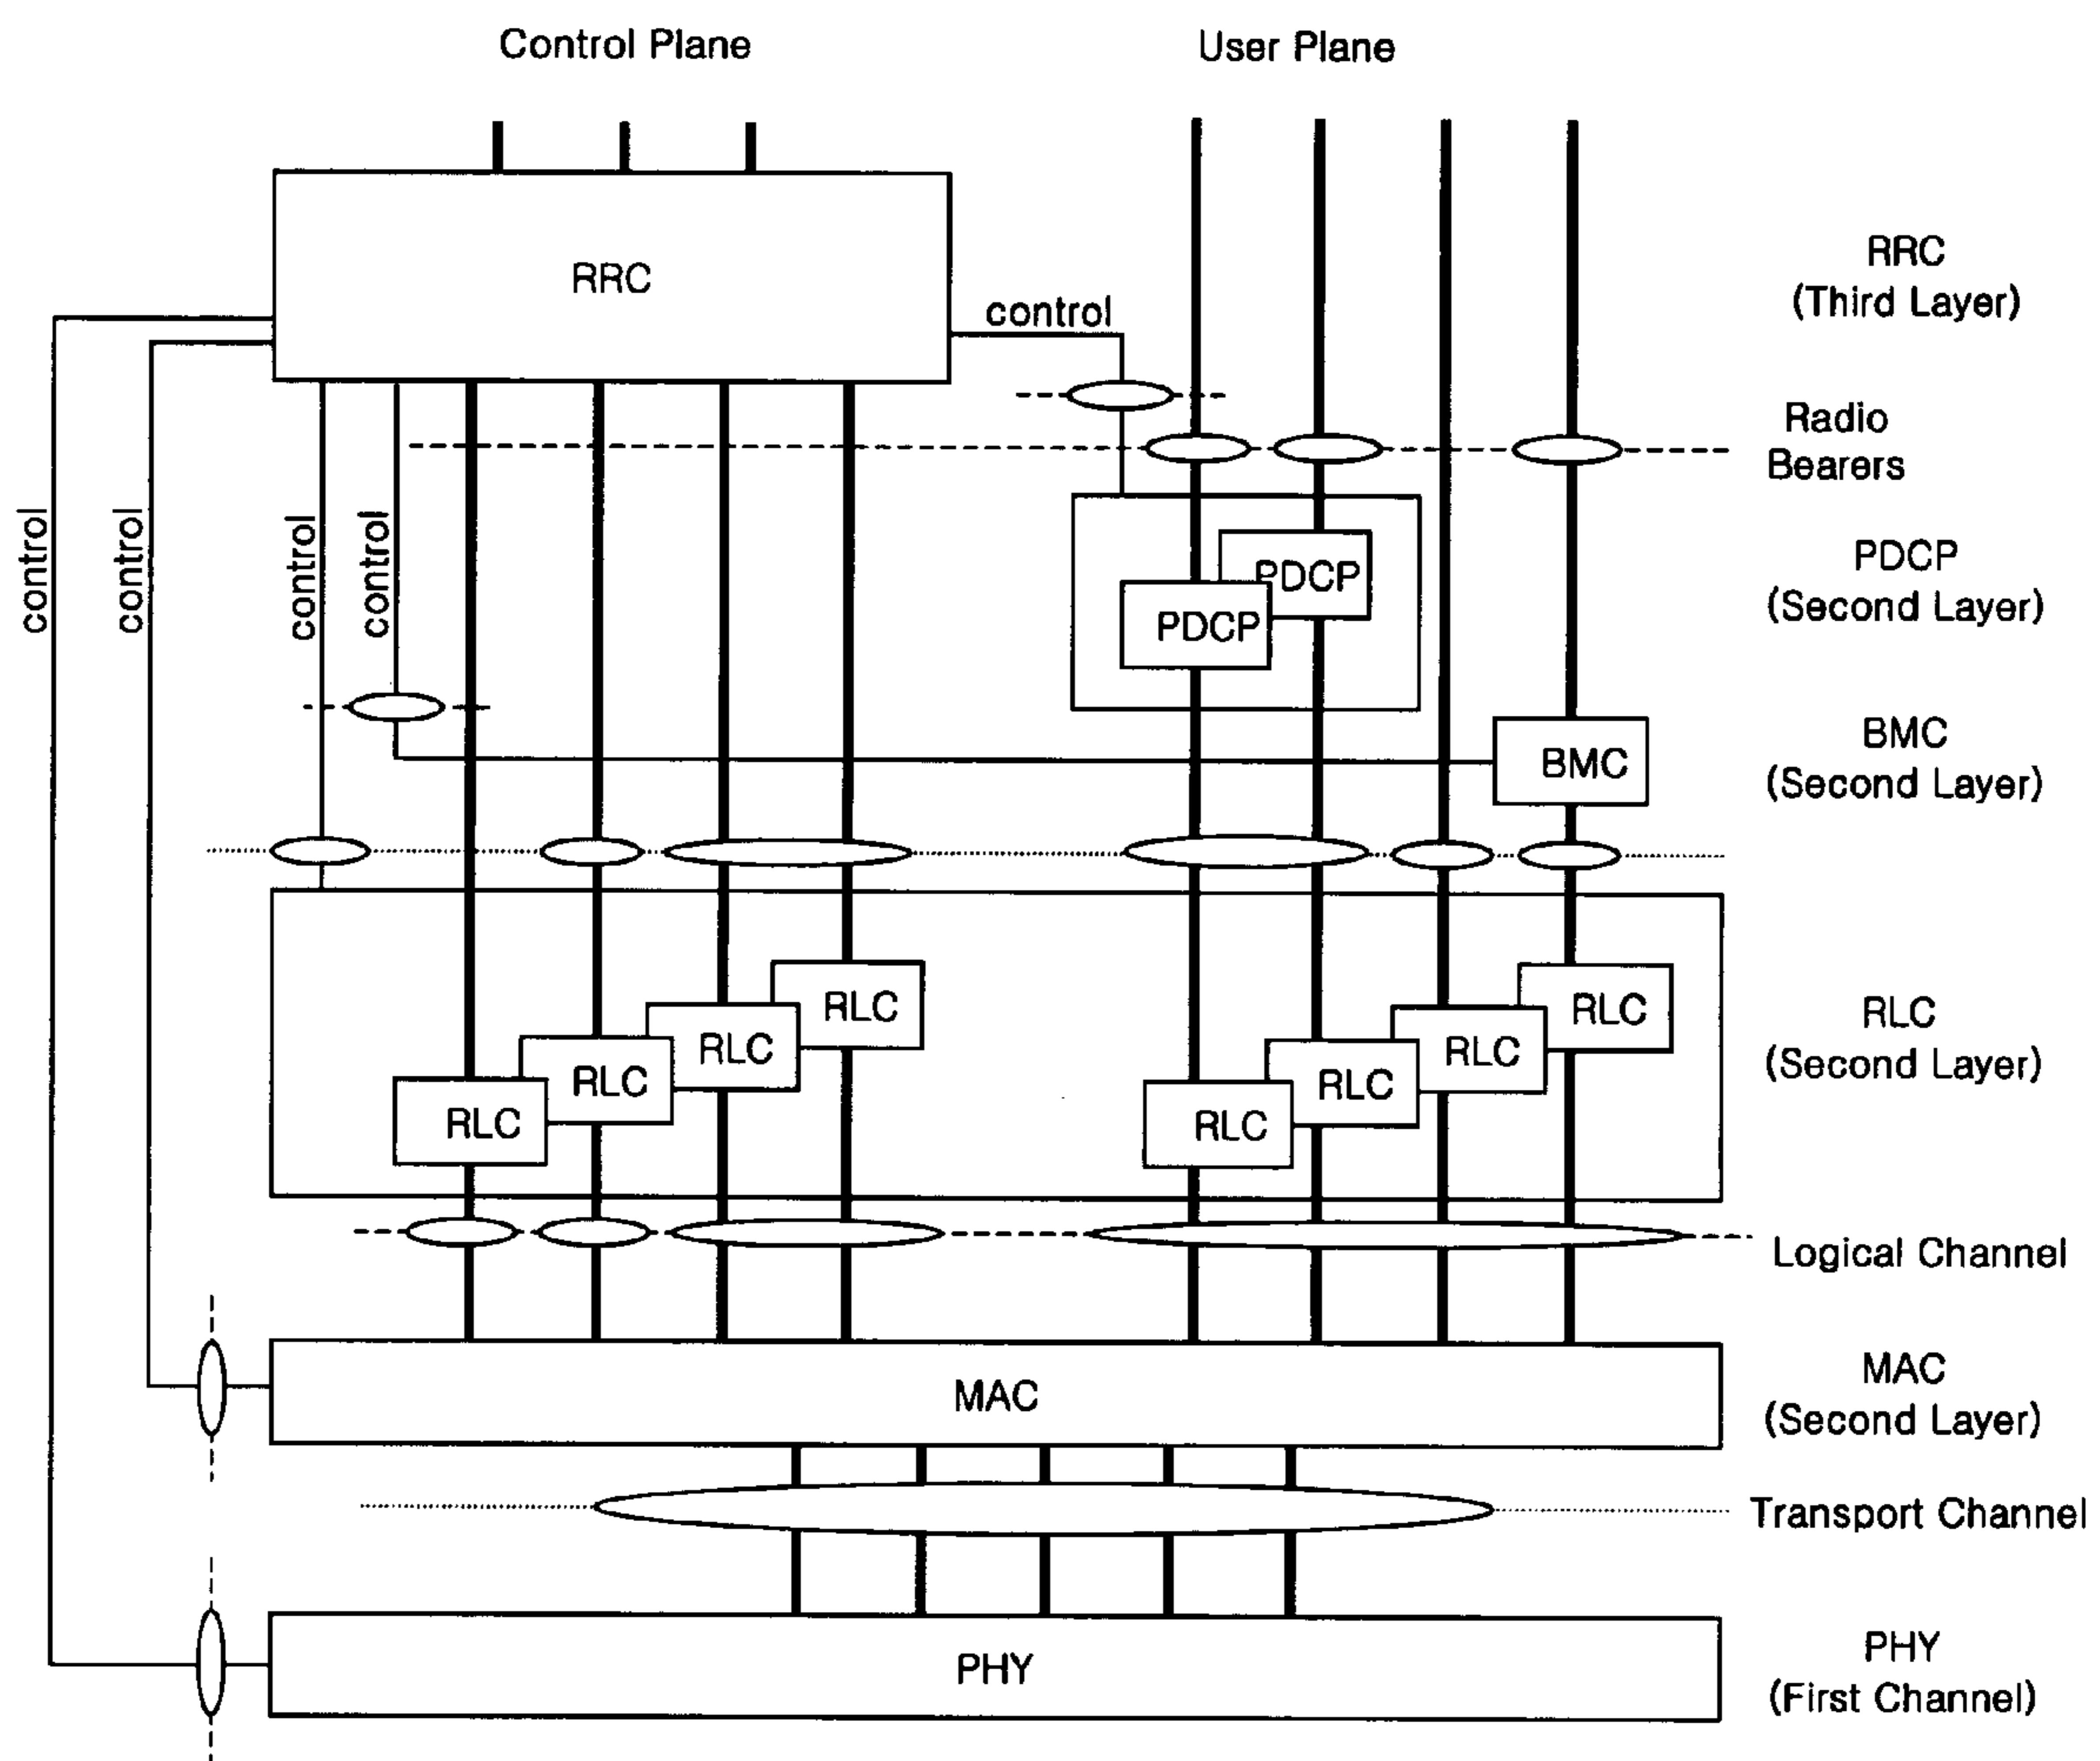 Control Plane
User Plane
RRC
control
RRC
(Third Layer)
Radio
Bearers
control
control
control
control
PDCP
PDCP
PDCP
(Second Layer)
BMC
BMC
(Second Layer)
RLC
RLC
RLC
RLC
RLC
RLC
RLC
RLC
RLC
(Second Layer)
Logical Channel
MAC
MAC
(Second Layer)
Transport Channel
PHY
PHY
(First Channel)